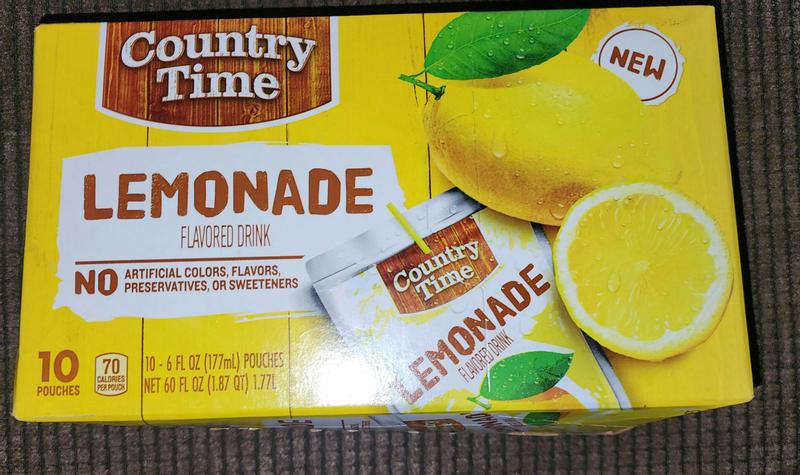 Country
Time
NEW
LEMONADE
FLAVORED DRINK
NO ARTIFICIAL COLORS, FLAVORS,
PRESERVATIVES, OR SWEETENERS
Country
Time
LEMONADE
FLAVORED DRINK
10
POUCHES
70
CALORIES
PER POUCH
10 - 6 FL OZ (177mL) POUCHES
NET 60 FL OZ (1.87 QT) 1.77L